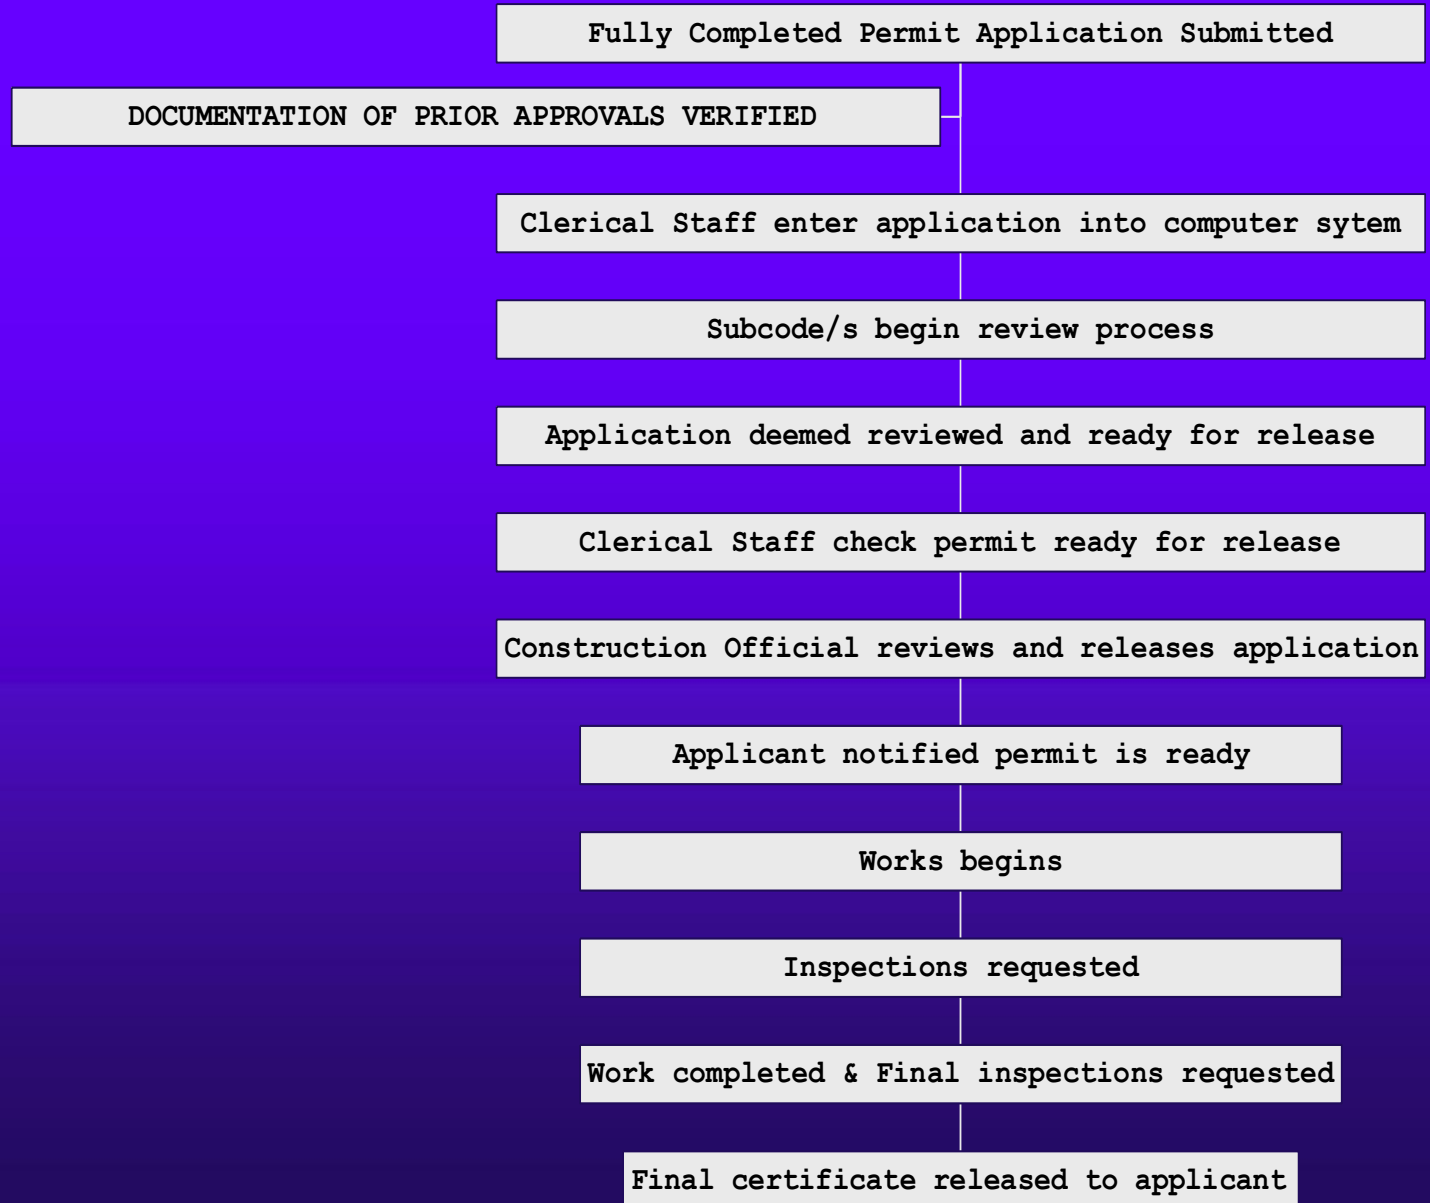 Fully Completed Permit Application Submitted
DOCUMENTATION OF PRIOR APPROVALS VERIFIED
Clerical Staff enter application into computer sytem
Subcode/s begin review process
Application deemed reviewed and ready for release
Clerical Staff check permit ready for release
Construction Official reviews and releases application
Applicant notified permit is ready
Works begins
Inspections requested
Work completed & Final inspections requested
Final certificate released to applicant